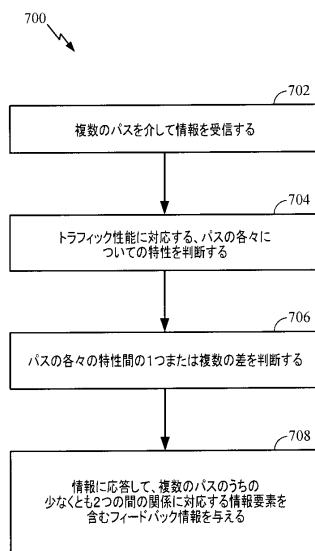 700
702
複数のパスを介して情報を受信する
704
トラフィック性能に対応する、パスの各々に
ついての特性を判断する
706
パスの各々の特性間の1つまたは複数の差を判断する
708
情報に応答して、複数のパスのうちの
少なくとも2つの間の関係に対応する情報要素を
含むフィードバック情報を与える